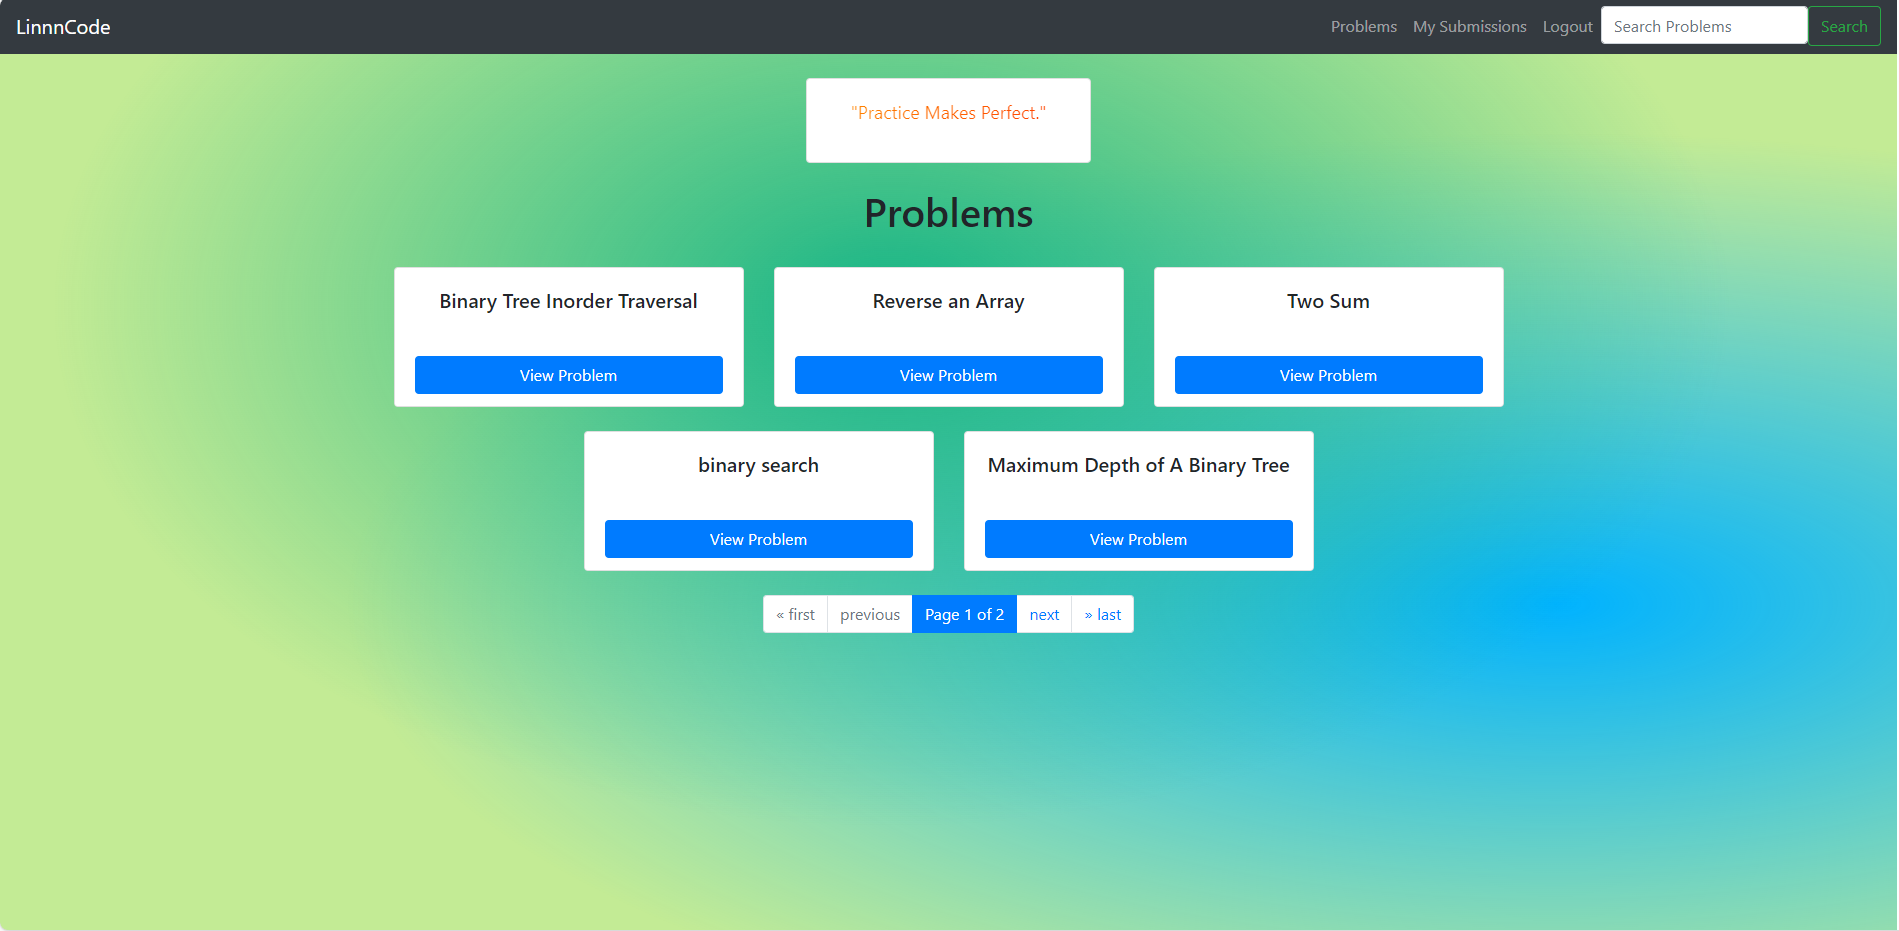 LinnnCode Problems My Submissions Logout Search Problems Search
"Practice Makes Perfect."
Problems
Binary Tree Inorder Traversal
View Problem
Reverse an Array
View Problem
Two Sum
View Problem
binary search
View Problem
Maximum Depth of A Binary Tree
View Problem
« first previous Page 1 of 2 next » last